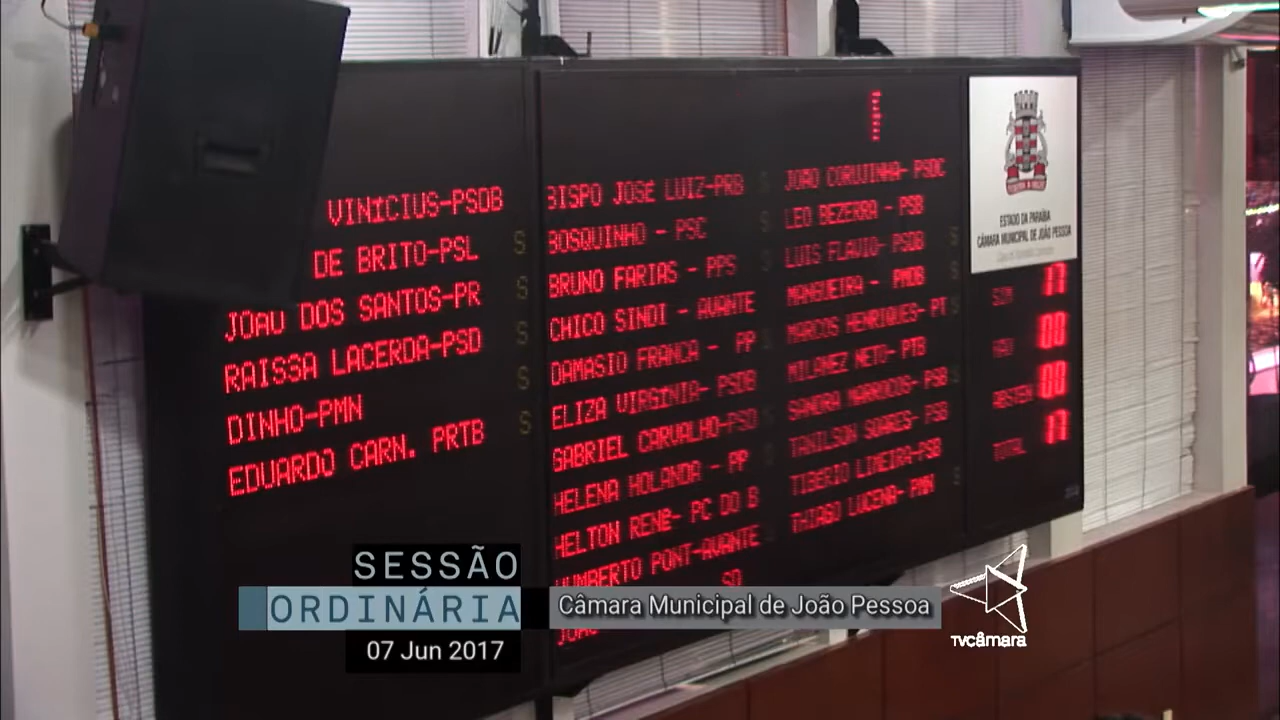 VINICIUS-PSDB
DE BRITO-PSL S
JOAO DOS SANTOS-PR S
RAISSA LACERDA-PSD S
DINHO-PMN S
EDUARDO CARN. PRTB S
BISPO JOSÉ LUIZ-PRB S
BOSQUINHO - PSC S
BRUNO FARIAS - PPS S
CHICO SINDI - AVANTE
DAMASIO FRANCA - PP
ELIZA VIRGINIA- PSDB
GABRIEL CARVALHO-PSD S
HELENA HOLANDA - PP S
HELTON RENÊ- PC DO B
HUMBERTO PONT-AVANTE
SD
JOAO CORUJINHA- PSDC
LEO BEZERRA - PSB
LUIS FLAVIO- PSDB S
MANGUEIRA - PMDB S
MARCOS HENRIQUES- PT S
MILANEZ NETO- PTB
SANDRA MARROCOS- PSB S
TANILSON SOARES- PSB
TIBERIO LIMEIRA-PSB
THIAGO LUCENA- PMN S
ESTADO DA PARAÍBA
CÂMARA MUNICIPAL DE JOÃO PESSOA
SIM 17
NAO 00
ABSTEN 00
TOTAL 17
SESSÃO
ORDINÁRIA
07 Jun 2017
Câmara Municipal de João Pessoa
TVCÂMARA